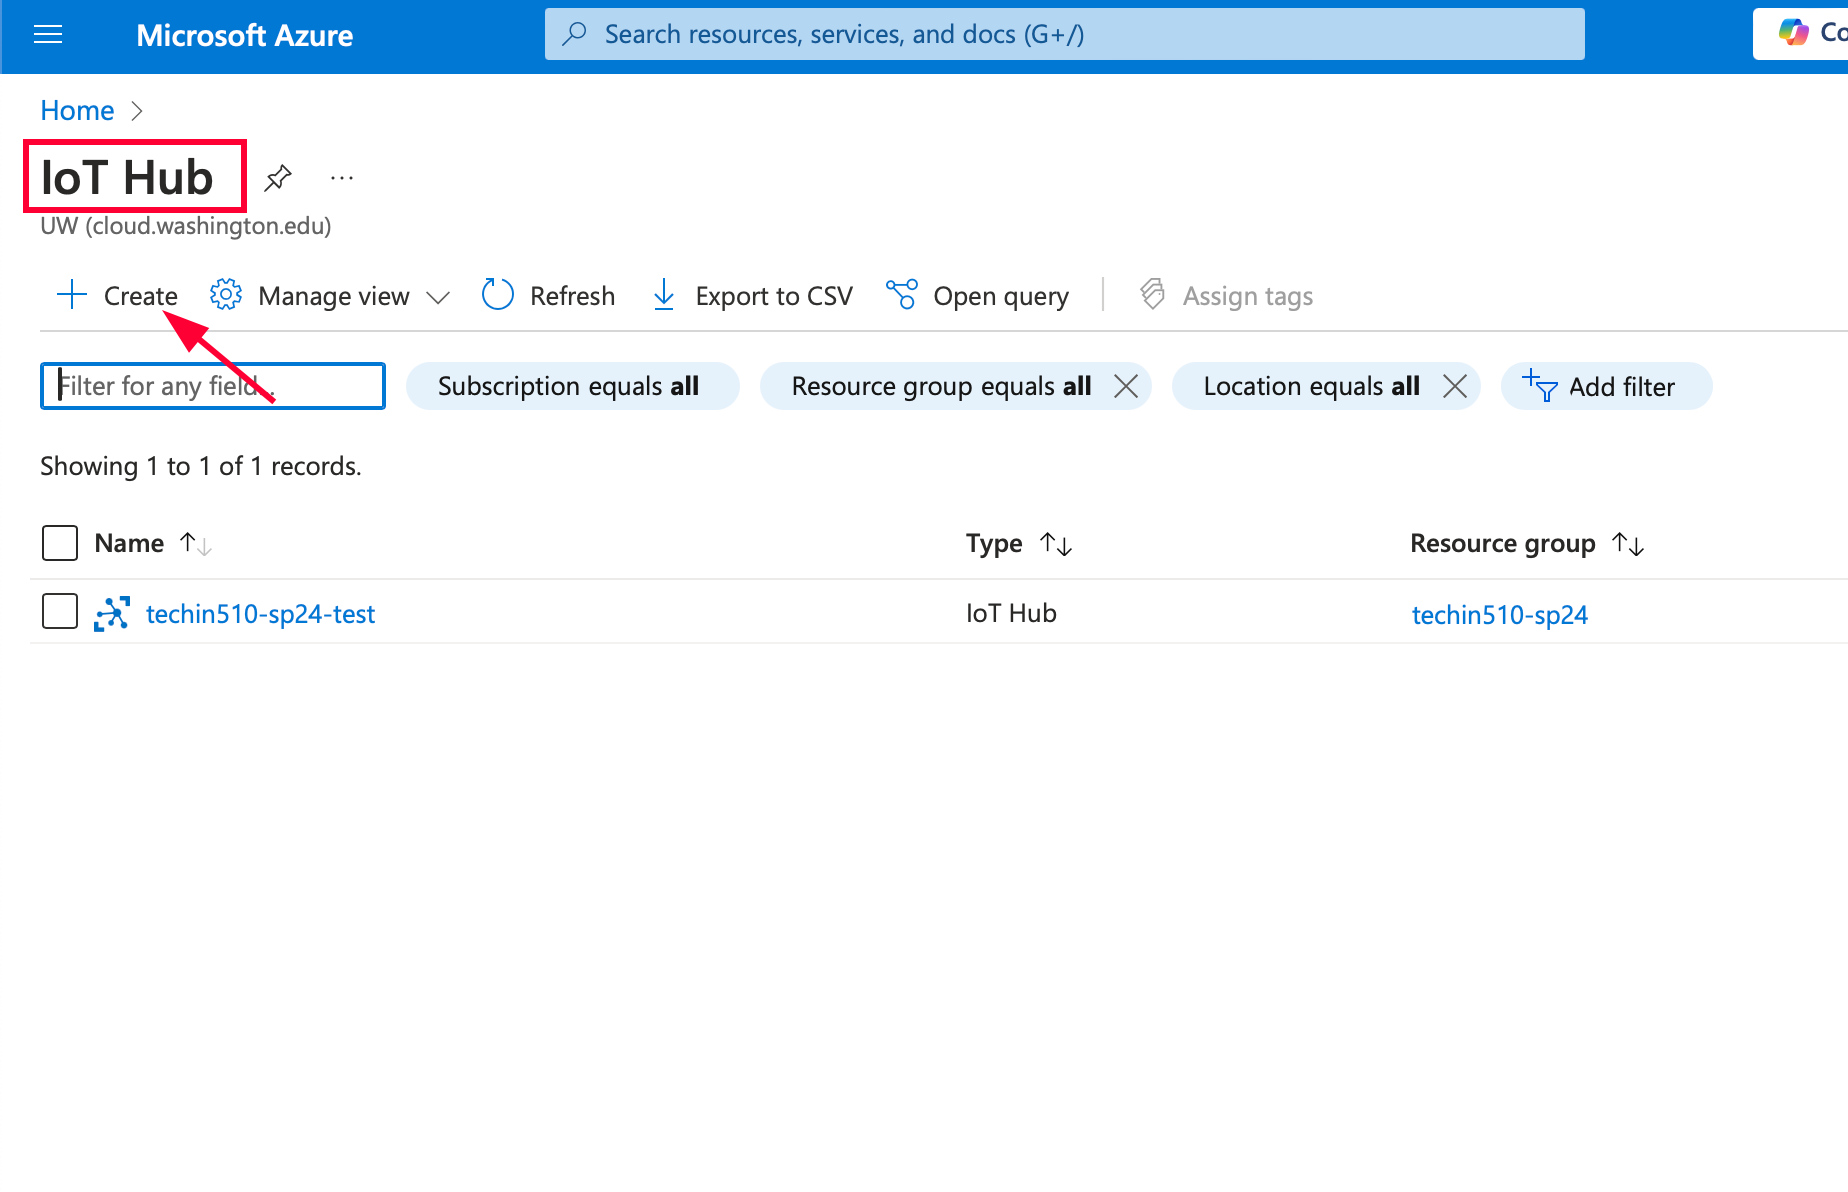 Microsoft Azure
Search resources, services, and docs (G+/)
Home
IoT Hub
...
UW (cloud.washington.edu)
Create Manage view Refresh Export to CSV Open query Assign tags
Filter for any field... Subscription equals all Resource group equals all Location equals all Add filter
Showing 1 to 1 of 1 records.
Name Type Resource group
techin510-sp24-test IoT Hub techin510-sp24